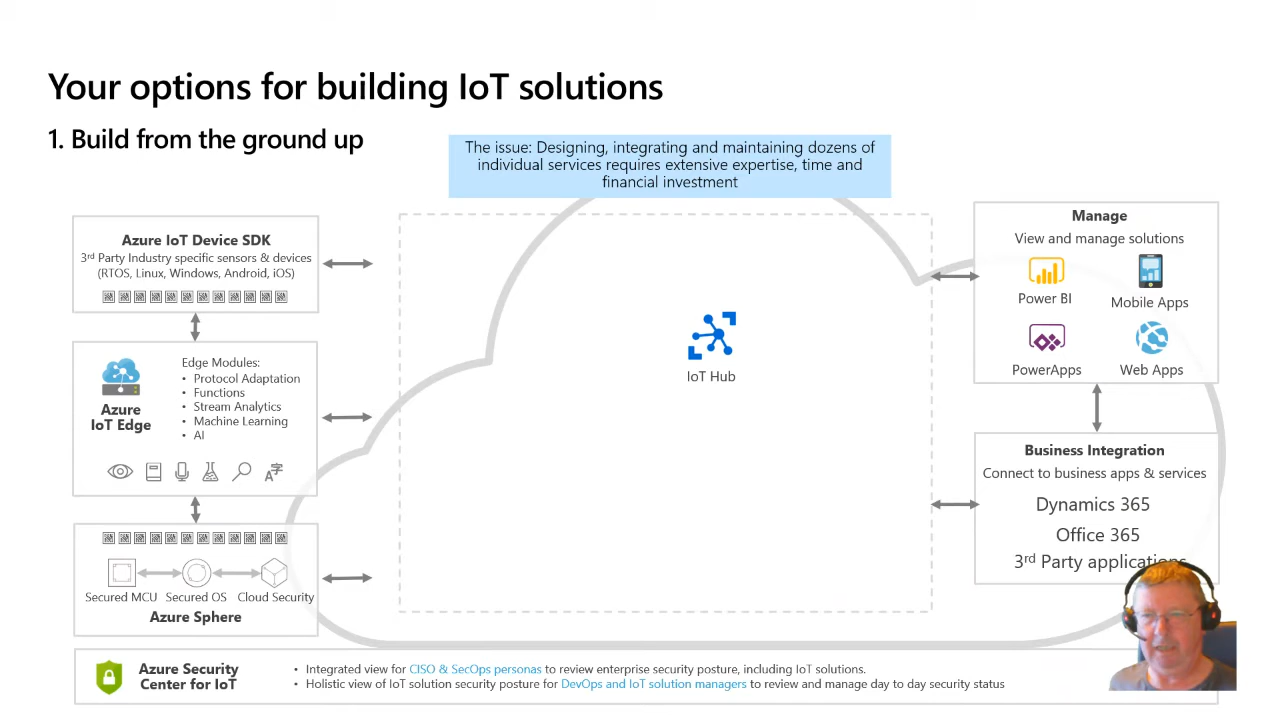 Your options for building IoT solutions
1. Build from the ground up
The issue: Designing, integrating and maintaining dozens of
individual services requires extensive expertise, time and
financial investment
Azure IoT Device SDK
3rd Party Industry specific sensors & devices
(RTOS, Linux, Windows, Android, iOS)
Azure
IoT Edge
Edge Modules:
• Protocol Adaptation
• Functions
• Stream Analytics
• Machine Learning
• AI
Secured MCU Secured OS Cloud Security
Azure Sphere
IoT Hub
Manage
View and manage solutions
Power BI
Mobile Apps
PowerApps
Web Apps
Business Integration
Connect to business apps & services
Dynamics 365
Office 365
3rd Party applications
Azure Security
Center for IoT
• Integrated view for CISO & SecOps personas to review enterprise security posture, including IoT solutions.
• Holistic view of IoT solution security posture for DevOps and IoT solution managers to review and manage day to day security status